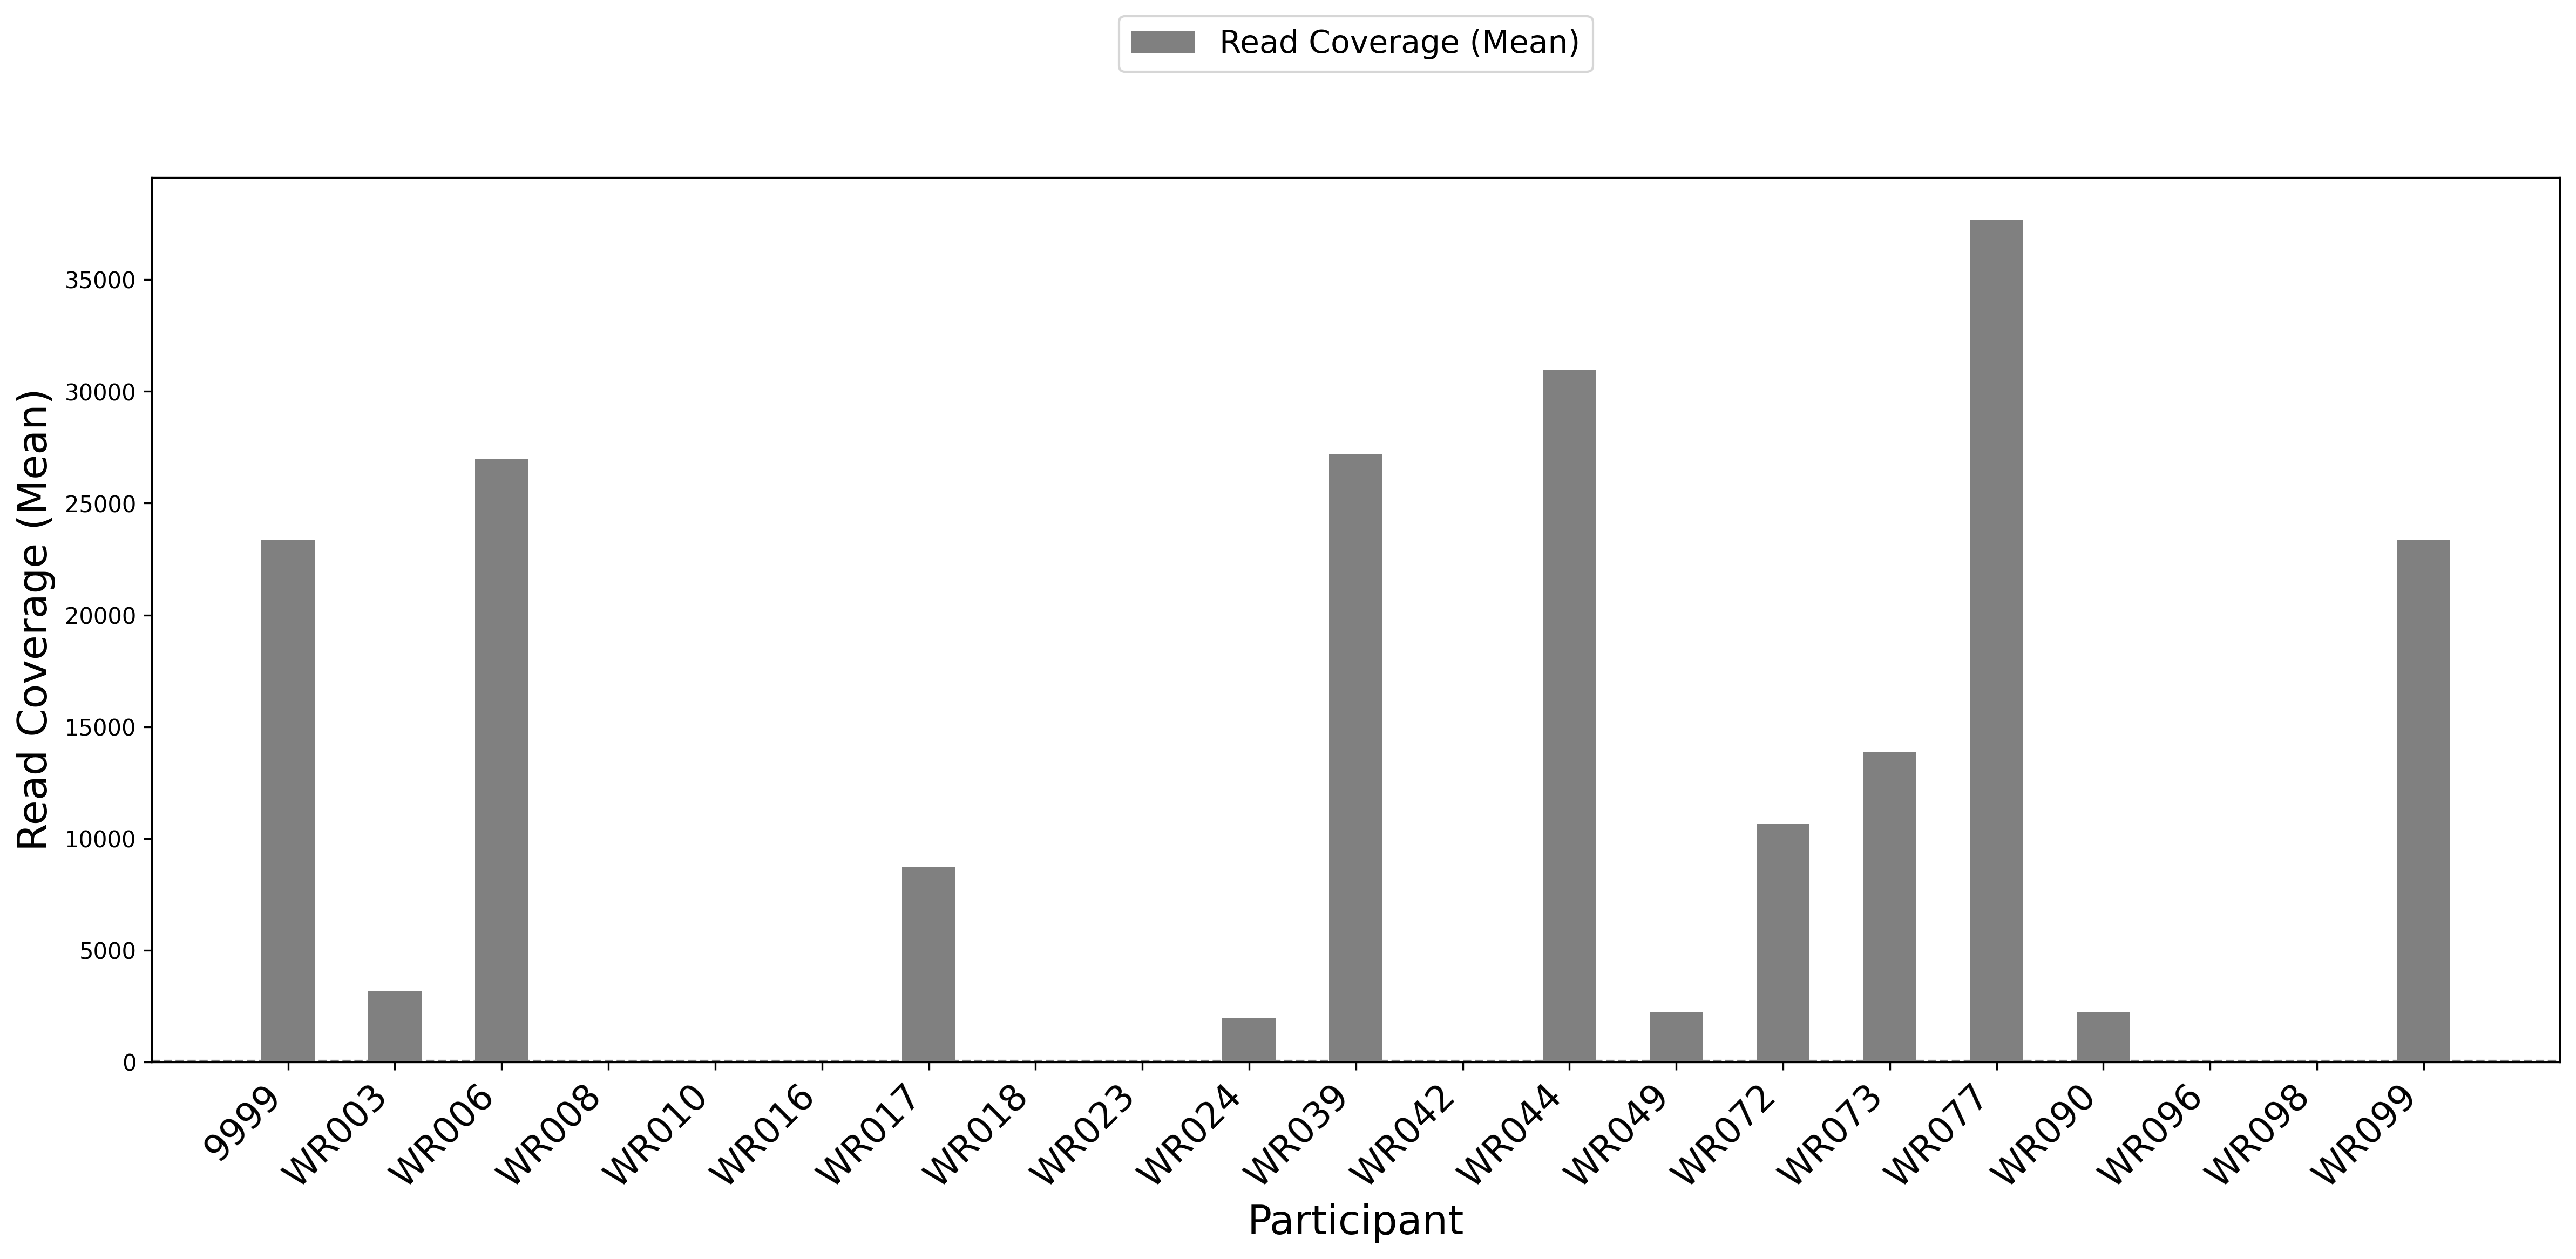 Read Coverage (Mean)
Read Coverage (Mean)
35000
30000
25000
20000
15000
10000
5000
0
9999
WR003
WR006
WR008
WR010
WR016
WR017
WR018
WR023
WR024
WR039
WR042
WR044
WR049
WR072
WR073
WR077
WR090
WR096
WR098
WR099
Participant